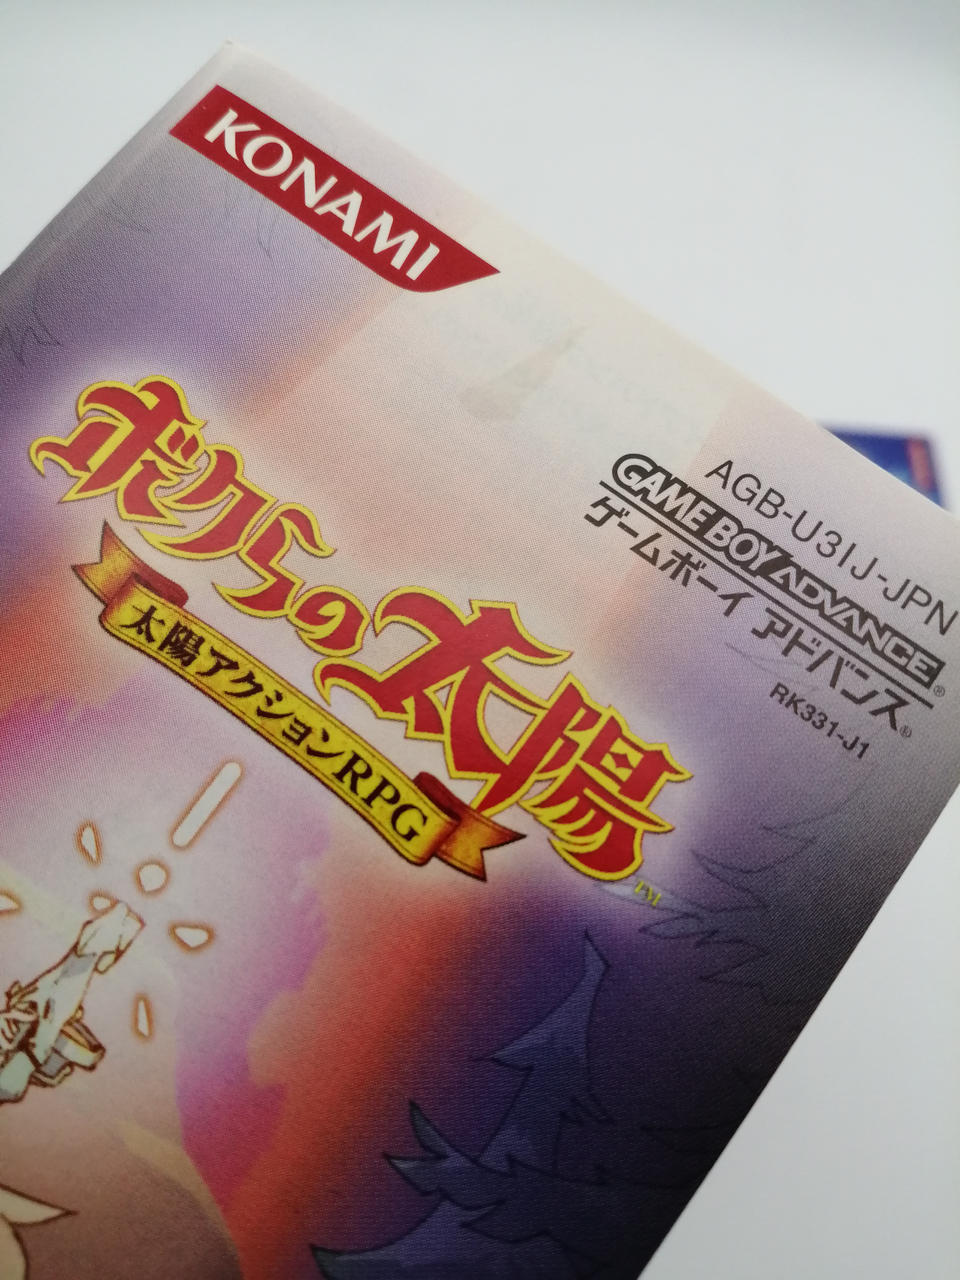 KONAMI
AGB-U3IJ-JPN
GAME BOY ADVANCE®
ゲームボーイ アドバンス®
RK331-J1
ボクらの太陽
太陽アクションRPG
TM